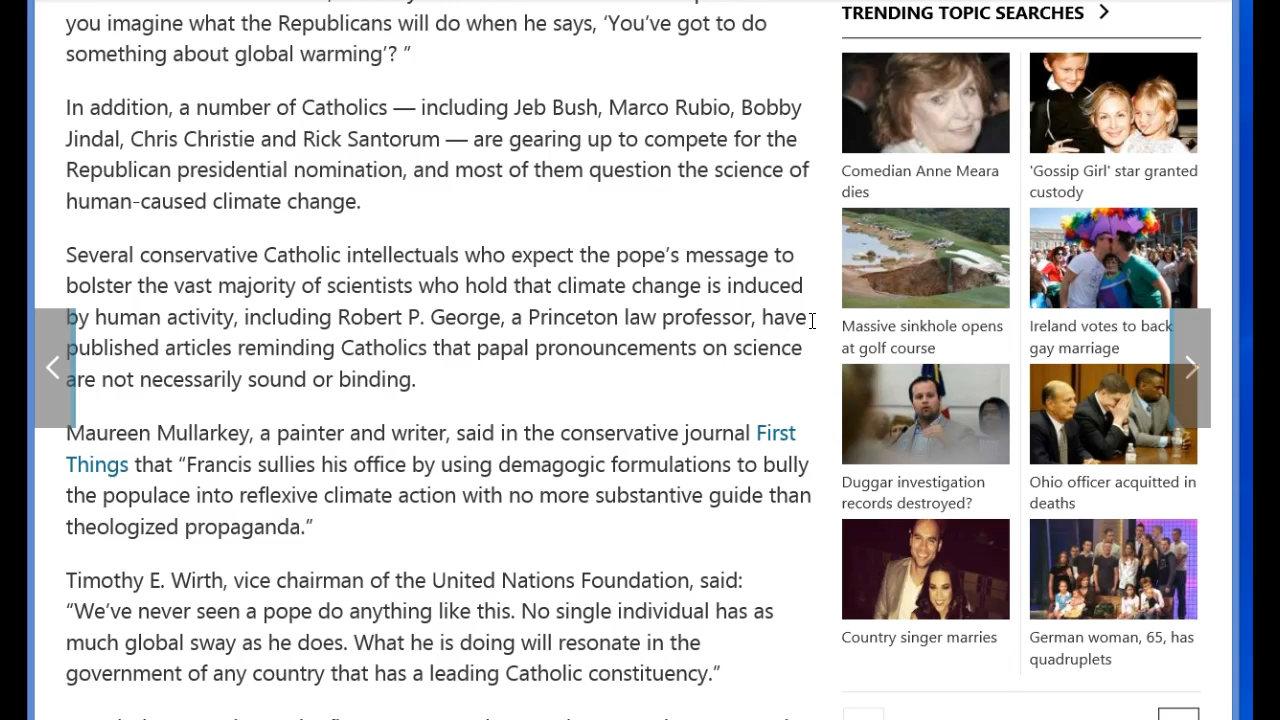 you imagine what the Republicans will do when he says, ‘You’ve got to do
something about global warming’? ”
In addition, a number of Catholics — including Jeb Bush, Marco Rubio, Bobby
Jindal, Chris Christie and Rick Santorum — are gearing up to compete for the
Republican presidential nomination, and most of them question the science of
human-caused climate change.
Several conservative Catholic intellectuals who expect the pope’s message to
bolster the vast majority of scientists who hold that climate change is induced
by human activity, including Robert P. George, a Princeton law professor, have
published articles reminding Catholics that papal pronouncements on science
are not necessarily sound or binding.
Maureen Mullarkey, a painter and writer, said in the conservative journal First
Things that “Francis sullies his office by using demagogic formulations to bully
the populace into reflexive climate action with no more substantive guide than
theologized propaganda.”
Timothy E. Wirth, vice chairman of the United Nations Foundation, said:
“We’ve never seen a pope do anything like this. No single individual has as
much global sway as he does. What he is doing will resonate in the
government of any country that has a leading Catholic constituency.”
TRENDING TOPIC SEARCHES
Comedian Anne Meara
dies
'Gossip Girl' star granted
custody
Massive sinkhole opens
at golf course
Ireland votes to back
gay marriage
Duggar investigation
records destroyed?
Ohio officer acquitted in
deaths
Country singer marries
German woman, 65, has
quadruplets